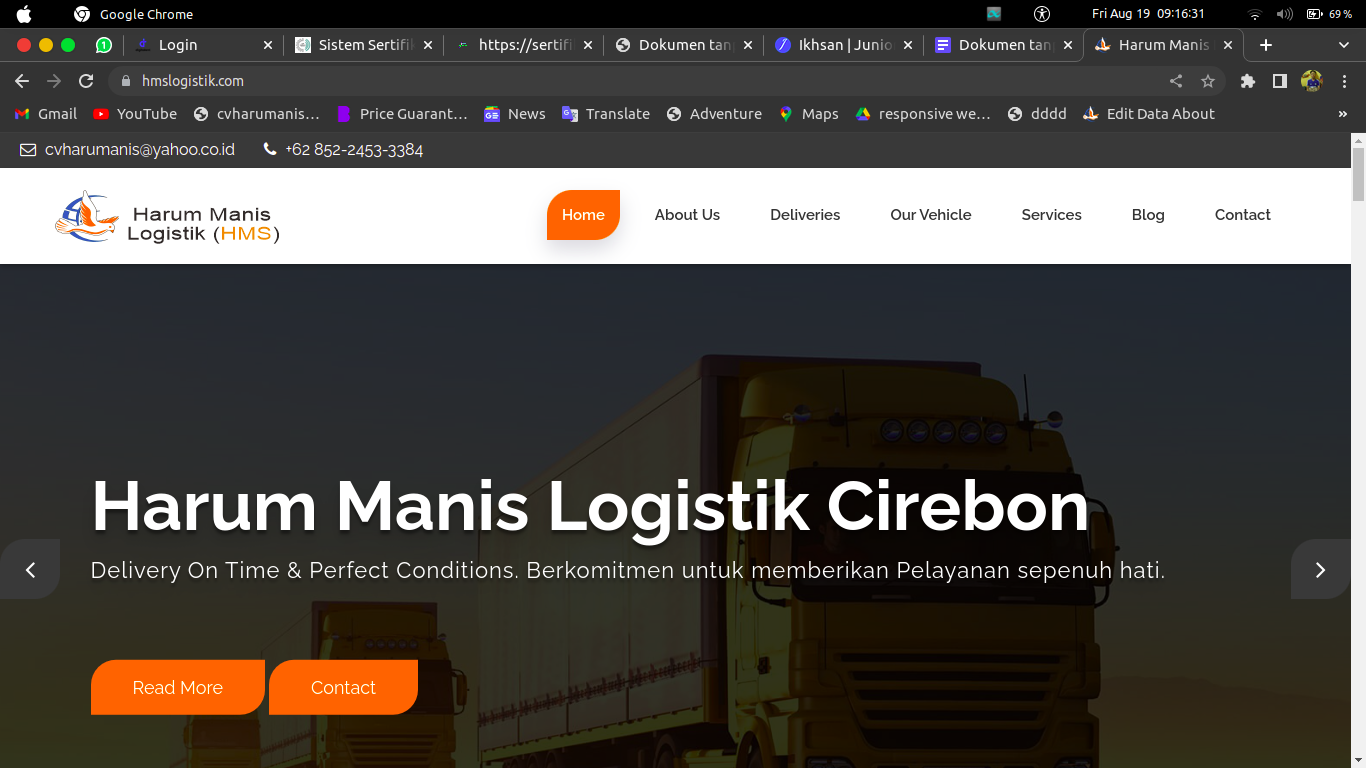 Google Chrome
Fri Aug 19 09:16:31
69 %
1
Login
Sistem Sertifi
https://sertifi
Dokumen tan
Ikhsan | Junio
Dokumen tan
Harum Manis
hmslogistik.com
Gmail
YouTube
cvharumanis...
Price Guarant...
News
Translate
Adventure
Maps
responsive we...
dddd
Edit Data About
»
cvharumanis@yahoo.co.id
+62 852-2453-3384
Harum Manis
Logistik (HMS)
Home
About Us
Deliveries
Our Vehicle
Services
Blog
Contact
Harum Manis Logistik Cirebon
Delivery On Time & Perfect Conditions. Berkomitmen untuk memberikan Pelayanan sepenuh hati.
Read More
Contact